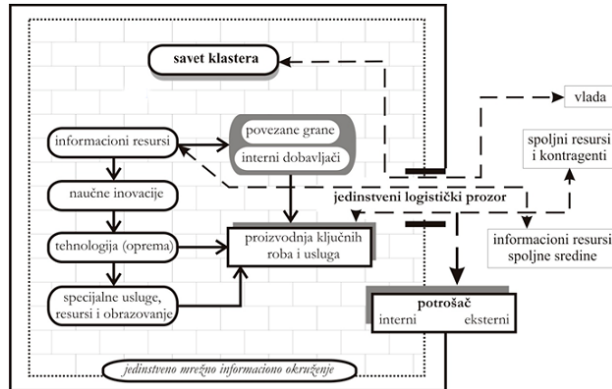 savet klastera
vlada
povezane grane
interni dobavljači
informacioni resursi
spoljni resursi
i kontragenti
naučne inovacije
jedinstveni logistički prozor
tehnologija (oprema)
proizvodnja ključnih
roba i usluga
informacioni resursi
spoljne sredine
specijalne usluge,
resursi i obrazovanje
potrošač
interni eksterni
jedinstveno mrežno informaciono okruženje